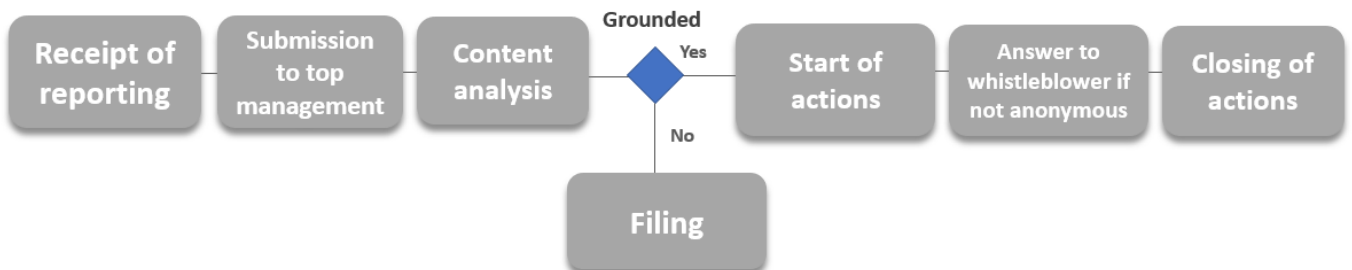 Receipt of
reporting
Submission
to top
management
Content
analysis
Grounded
Yes
No
Filing
Start of
actions
Answer to
whistleblower if
not anonymous
Closing of
actions